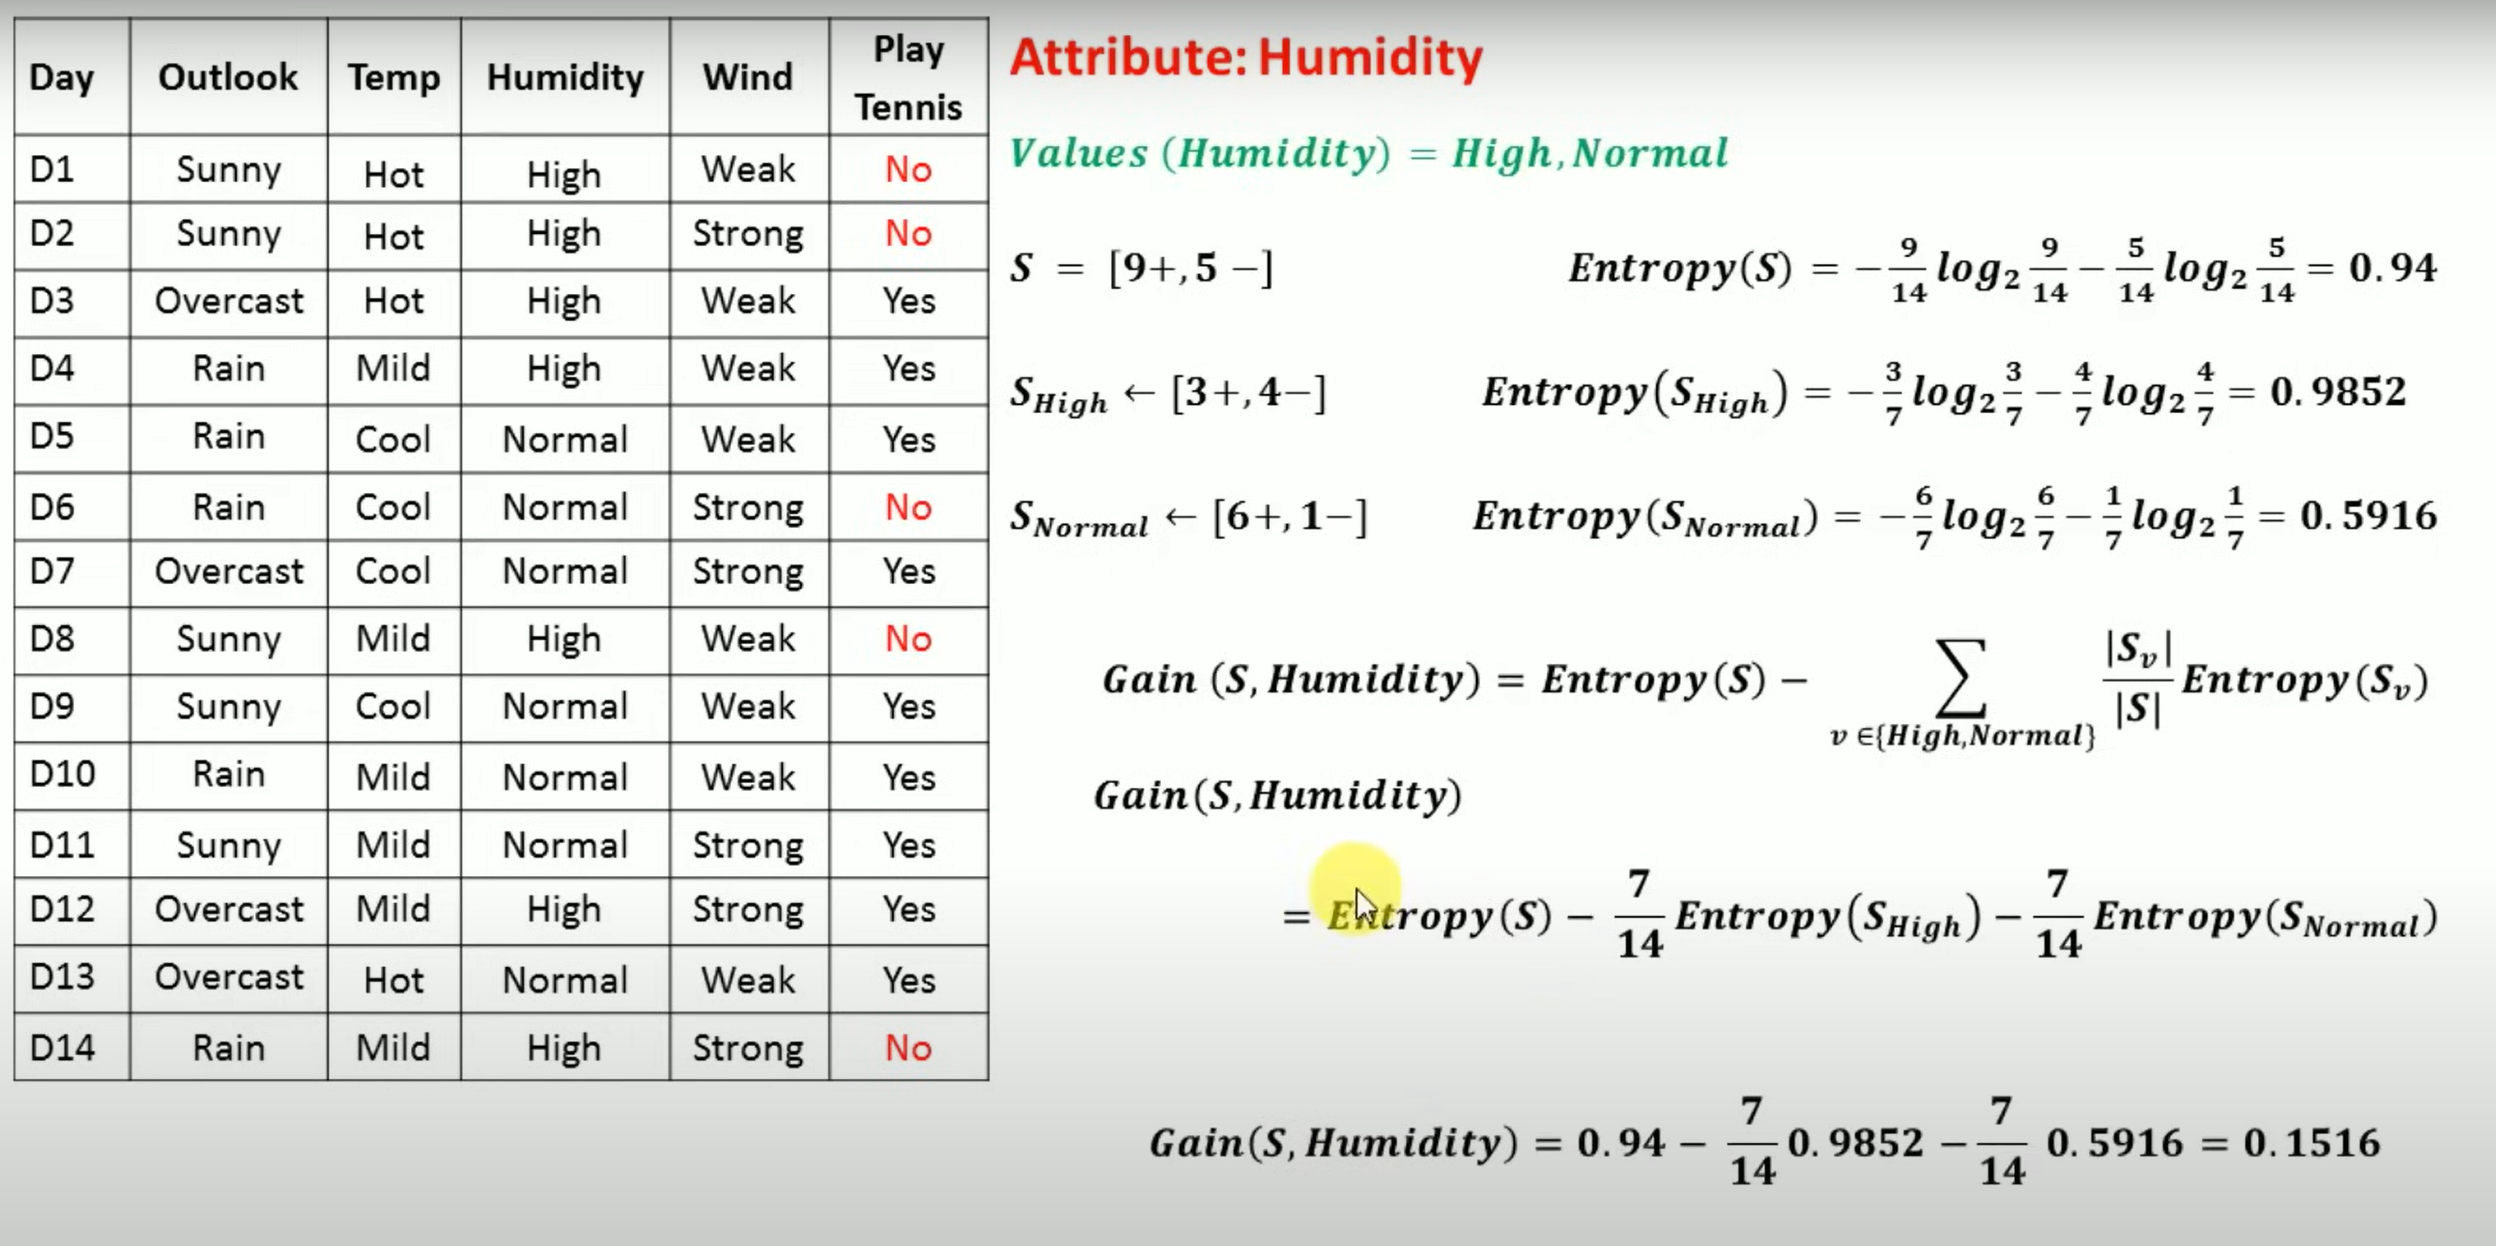 Day Outlook Temp Humidity Wind Play Tennis
D1 Sunny Hot High Weak No
D2 Sunny Hot High Strong No
D3 Overcast Hot High Weak Yes
D4 Rain Mild High Weak Yes
D5 Rain Cool Normal Weak Yes
D6 Rain Cool Normal Strong No
D7 Overcast Cool Normal Strong Yes
D8 Sunny Mild High Weak No
D9 Sunny Cool Normal Weak Yes
D10 Rain Mild Normal Weak Yes
D11 Sunny Mild Normal Strong Yes
D12 Overcast Mild High Strong Yes
D13 Overcast Hot Normal Weak Yes
D14 Rain Mild High Strong No
Attribute: Humidity
Values (Humidity) = High, Normal
S = [9+, 5 −] Entropy(S) = −9/14 log₂ 9/14 − 5/14 log₂ 5/14 = 0.94
S_High ← [3+, 4−] Entropy(S_High) = −3/7 log₂ 3/7 − 4/7 log₂ 4/7 = 0.9852
S_Normal ← [6+, 1−] Entropy(S_Normal) = −6/7 log₂ 6/7 − 1/7 log₂ 1/7 = 0.5916
Gain (S, Humidity) = Entropy(S) − ∑ v ∈{High,Normal} |S_v|/|S| Entropy(S_v)
Gain(S, Humidity)
= Entropy(S) − 7/14 Entropy(S_High) − 7/14 Entropy(S_Normal)
Gain(S, Humidity) = 0.94 − 7/14 0.9852 − 7/14 0.5916 = 0.1516